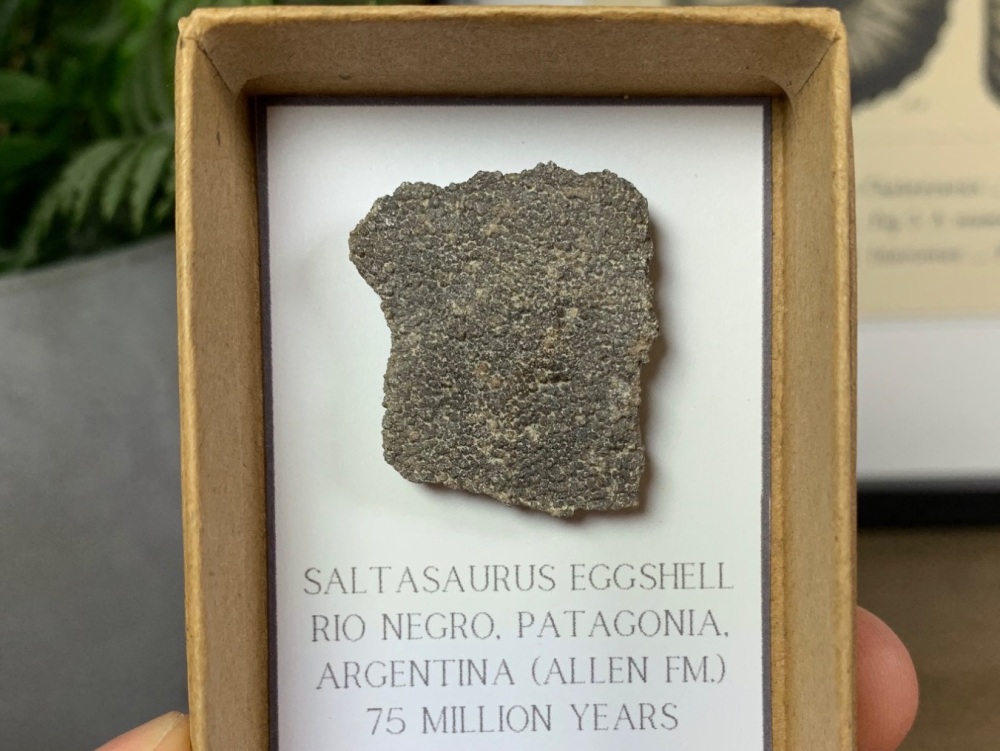 SALTASAURUS EGGSHELL
RIO NEGRO, PATAGONIA,
ARGENTINA (ALLEN FM.)
75 MILLION YEARS